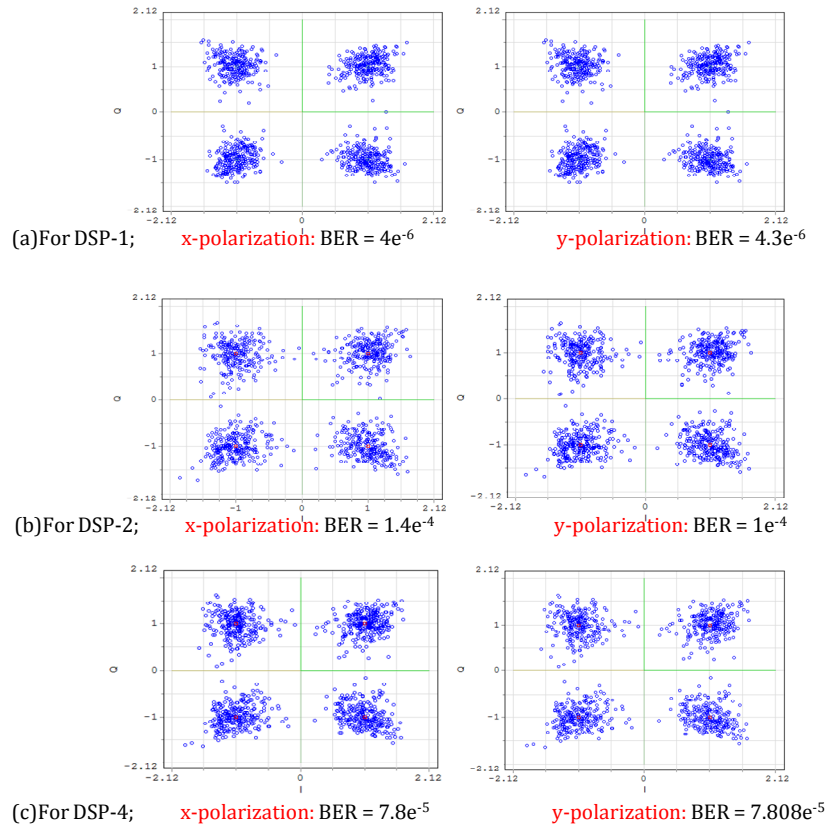 2.12 2.12
1 1
Q 0 Q 0
-1 -1
2.12 2.12
-2.12 0 2.12 -2.12 0 2.12
I I
(a)For DSP-1; x-polarization: BER = 4e⁻⁶ y-polarization: BER = 4.3e⁻⁶
2.12 2.12
1 1
Q 0 Q 0
-1 -1
2.12 -2.12
-2.12 -1 0 1 2.12 -2.12 0 2.12
I I
(b)For DSP-2; x-polarization: BER = 1.4e⁻⁴ y-polarization: BER = 1e⁻⁴
2.12 2.12
1 1
Q 0 Q 0
-1 -1
-2.12 -2.12
-2.12 0 2.12 -2.12 0 2.12
I I
(c)For DSP-4; x-polarization: BER = 7.8e⁻⁵ y-polarization: BER = 7.808e⁻⁵